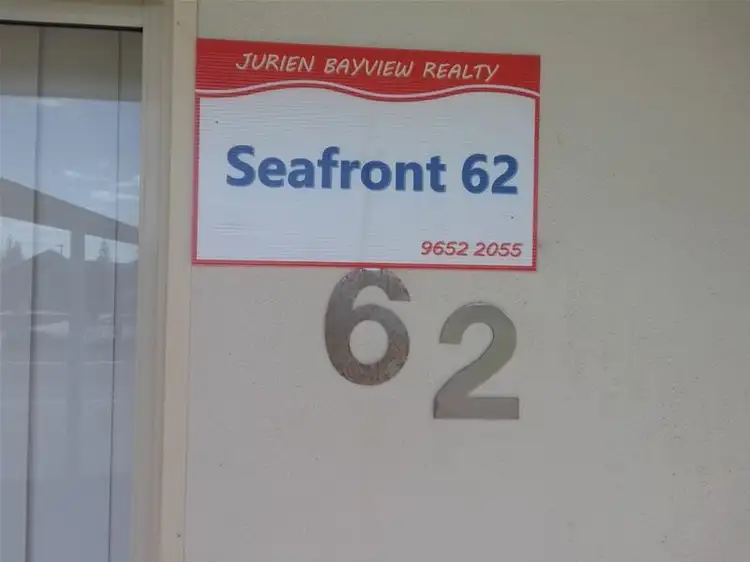 JURIEN BAYVIEW REALTY
Seafront 62
9652 2055
62